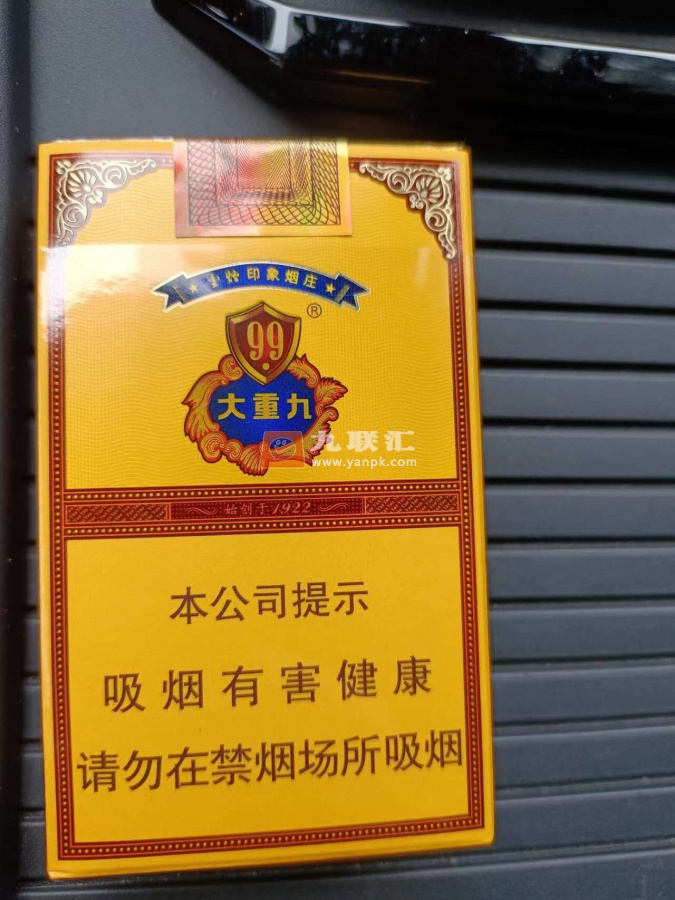 印象烟庄
®
99
大重九
九联汇
www.yanpk.com
始创于1922
本公司提示
吸烟有害健康
请勿在禁烟场所吸烟